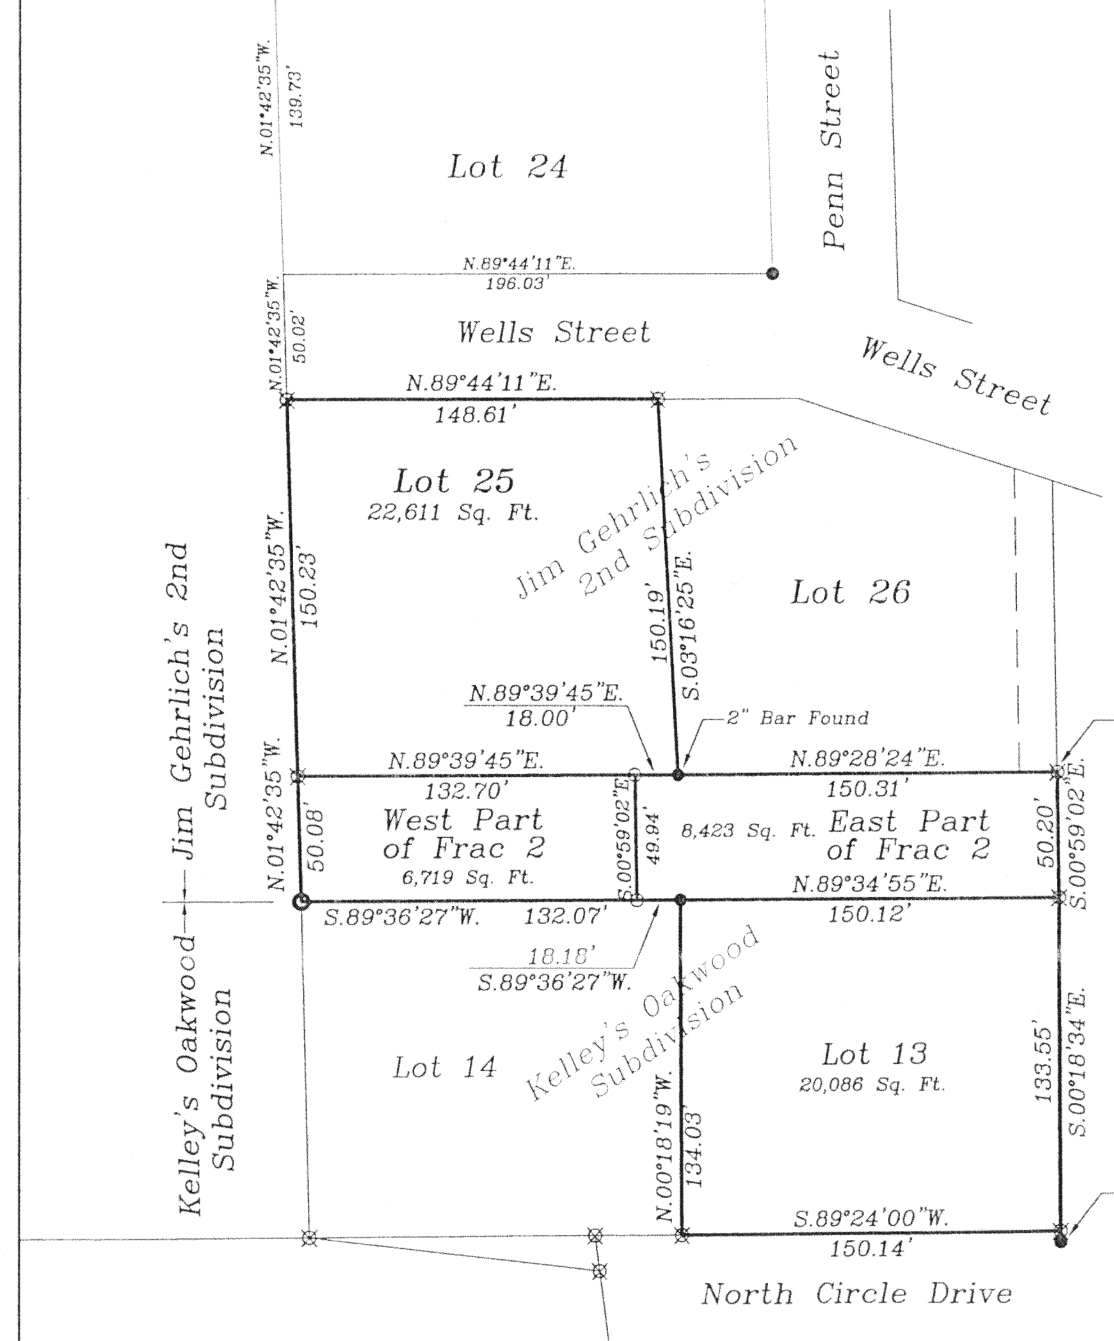 N.01°42'35"W.
139.73'
Lot 24
Penn Street
N.89°44'11"E.
196.03'
N.01°42'35"W.
50.02'
Wells Street
Wells Street
N.89°44'11"E.
148.61'
Lot 25
22,611 Sq. Ft.
Jim Gehrlich's
2nd Subdivision
N.01°42'35"W.
150.23'
150.19'
S.03°16'25"E.
Lot 26
Jim Gehrlich's 2nd
Subdivision
N.89°39'45"E.
18.00'
2" Bar Found
N.89°39'45"E.
132.70'
N.89°28'24"E.
150.31'
N.01°42'35"W.
50.08'
West Part
of Frac 2
6,719 Sq. Ft.
S.00°59'02"E.
49.94'
8,423 Sq. Ft.
East Part
of Frac 2
50.20'
S.00°59'02"E.
N.89°34'55"E.
150.12'
S.89°36'27"W.
132.07'
18.18'
S.89°36'27"W.
Kelley's Oakwood
Subdivision
Kelley's Oakwood
Subdivision
Lot 14
Lot 13
20,086 Sq. Ft.
N.00°18'19"W.
134.03'
133.55'
S.00°18'34"E.
S.89°24'00"W.
150.14'
North Circle Drive